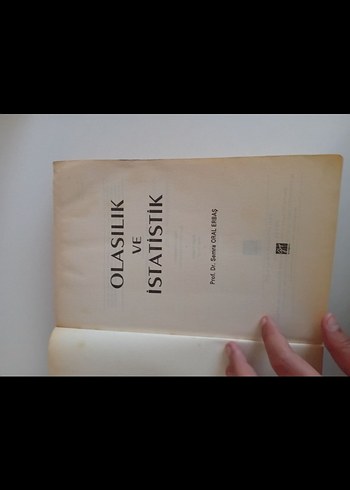 OLASILIK
VE
İSTATİSTİK
Prof. Dr. Semra ORAL ERBAŞ